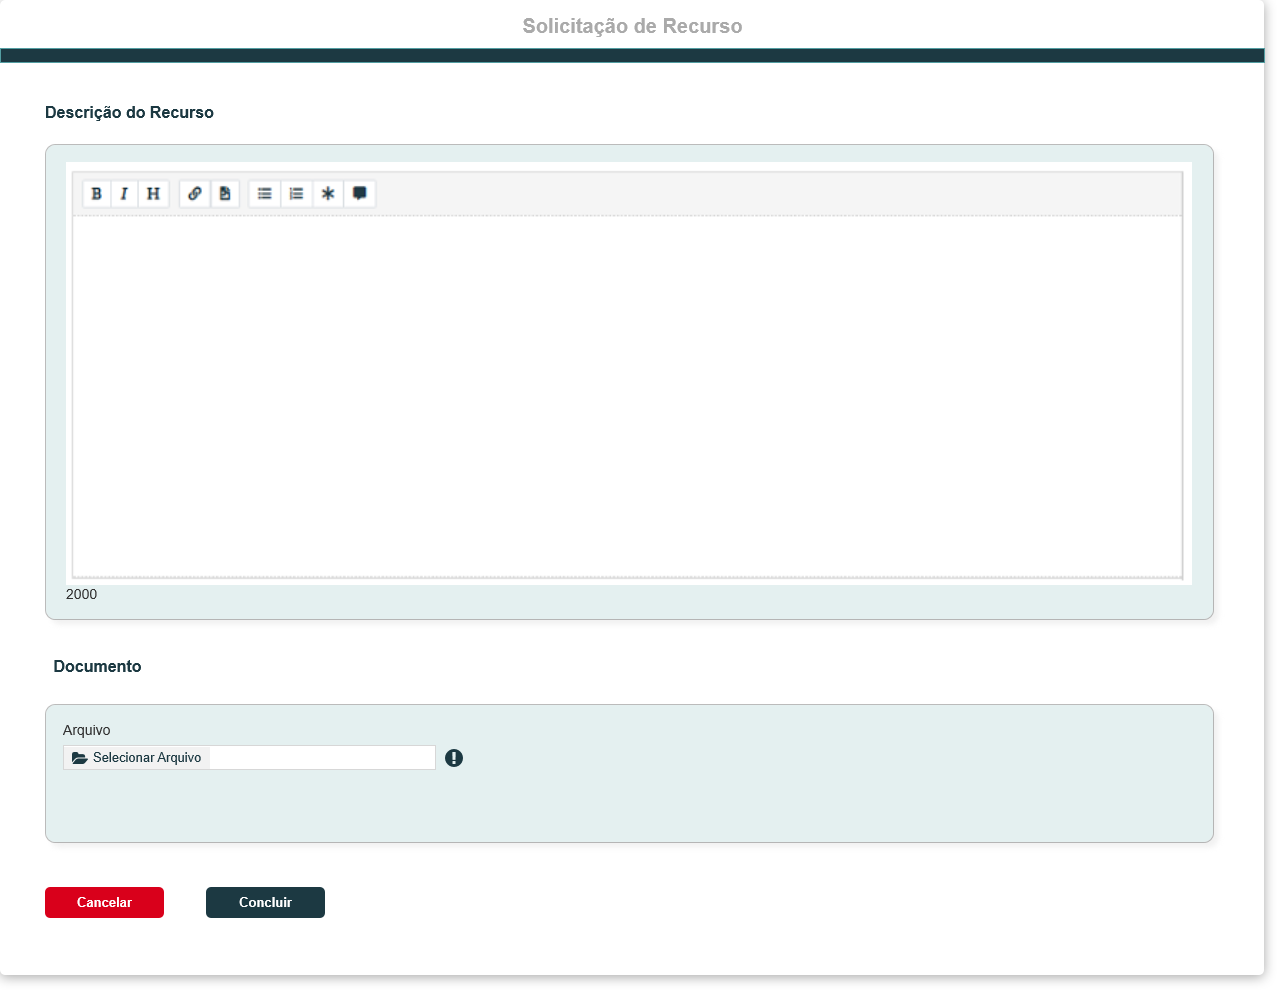 Solicitação de Recurso
Descrição do Recurso
B I H
2000
Documento
Arquivo
Selecionar Arquivo
Cancelar
Concluir